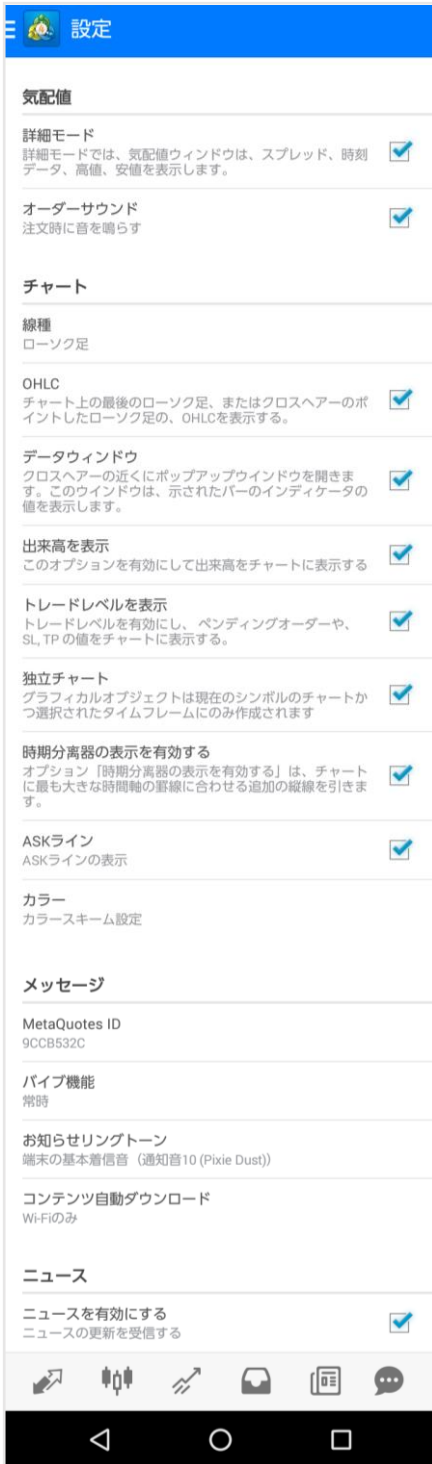 設定
気配値
詳細モード
詳細モードでは、気配値ウィンドウは、スプレッド、時刻
データ、高値、安値を表示します。
オーダーサウンド
注文時に音を鳴らす
チャート
線種
ローソク足
OHLC
チャート上の最後のローソク足、またはクロスヘアーのポ
イントしたローソク足の、OHLCを表示する。
データウィンドウ
クロスヘアーの近くにポップアップウインドウを開きま
す。このウインドウは、示されたバーのインディケータの
値を表示します。
出来高を表示
このオプションを有効にして出来高をチャートに表示する
トレードレベルを表示
トレードレベルを有効にし、 ペンディングオーダーや、
SL, TP の値をチャートに表示する。
独立チャート
グラフィカルオブジェクトは現在のシンボルのチャートか
つ選択されたタイムフレームにのみ作成されます
時期分离器の表示を有効する
オプション「時期分离器の表示を有効する」は、チャート
に最も大きな時間軸の罫線に合わせる追加の縦線を引きま
す。
ASKライン
ASKラインの表示
カラー
カラースキーム設定
メッセージ
MetaQuotes ID
9CCB532C
バイブ機能
常時
お知らせリングトーン
端末の基本着信音（通知音10 (Pixie Dust)）
コンテンツ自動ダウンロード
Wi-Fiのみ
ニュース
ニュースを有効にする
ニュースの更新を受信する